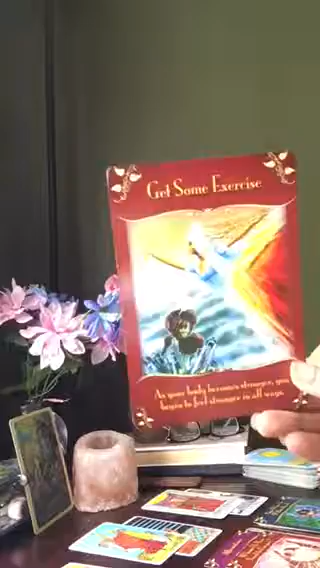 Get Some Exercise
As your body becomes stronger, you
begin to feel stronger in all ways.